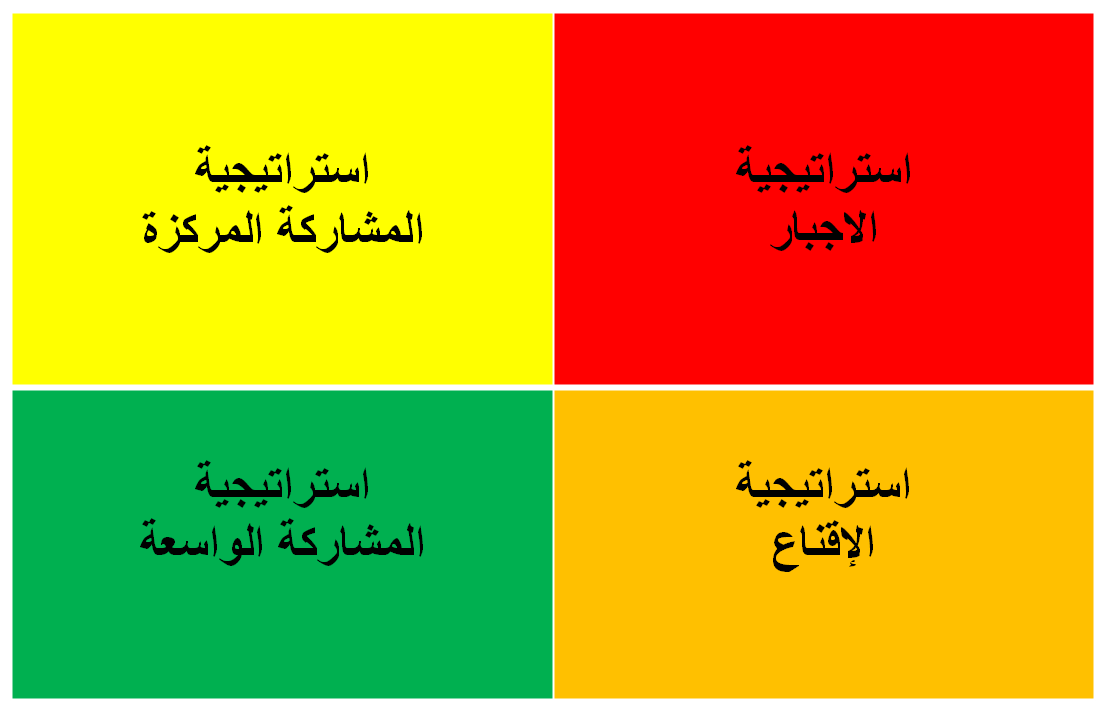 استراتيجية
الاجبار
استراتيجية
المشاركة المركزة
استراتيجية
الإقناع
استراتيجية
المشاركة الواسعة